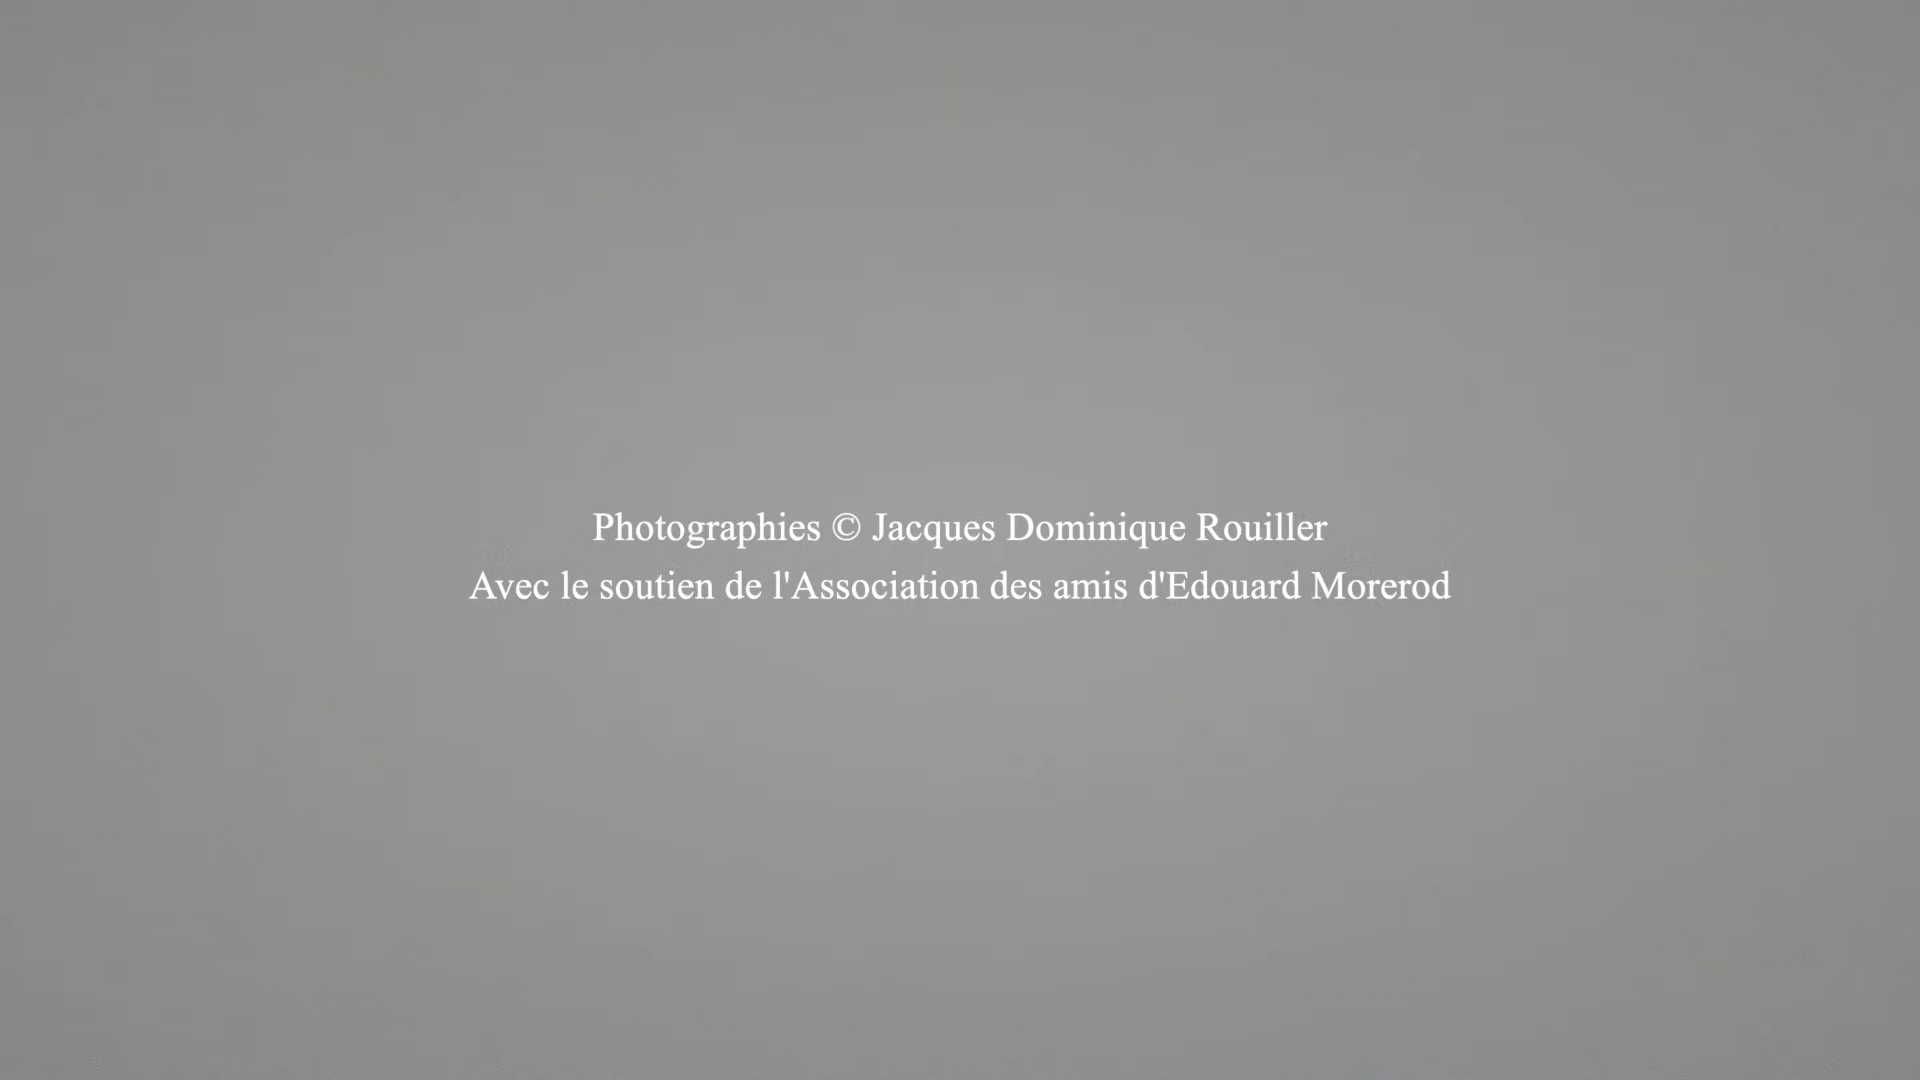 Photographies © Jacques Dominique Rouiller
Avec le soutien de l'Association des amis d'Edouard Morerod